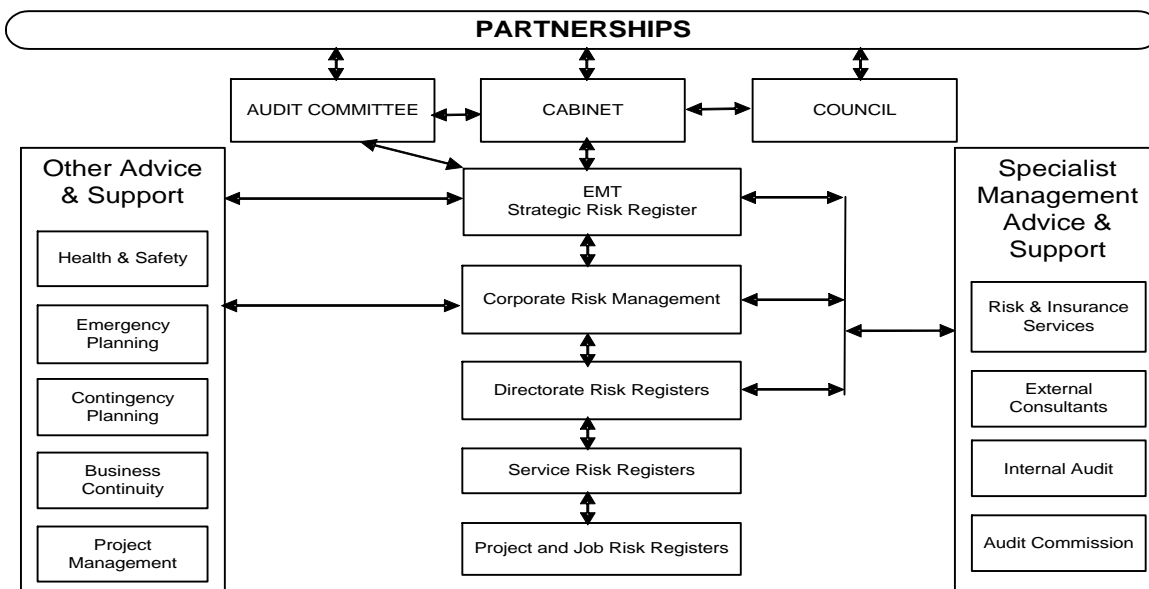 PARTNERSHIPS
AUDIT COMMITTEE
CABINET
COUNCIL
Other Advice
& Support
Health & Safety
Emergency
Planning
Contingency
Planning
Business
Continuity
Project
Management
EMT
Strategic Risk Register
Corporate Risk Management
Directorate Risk Registers
Service Risk Registers
Project and Job Risk Registers
Specialist
Management
Advice &
Support
Risk & Insurance
Services
External
Consultants
Internal Audit
Audit Commission